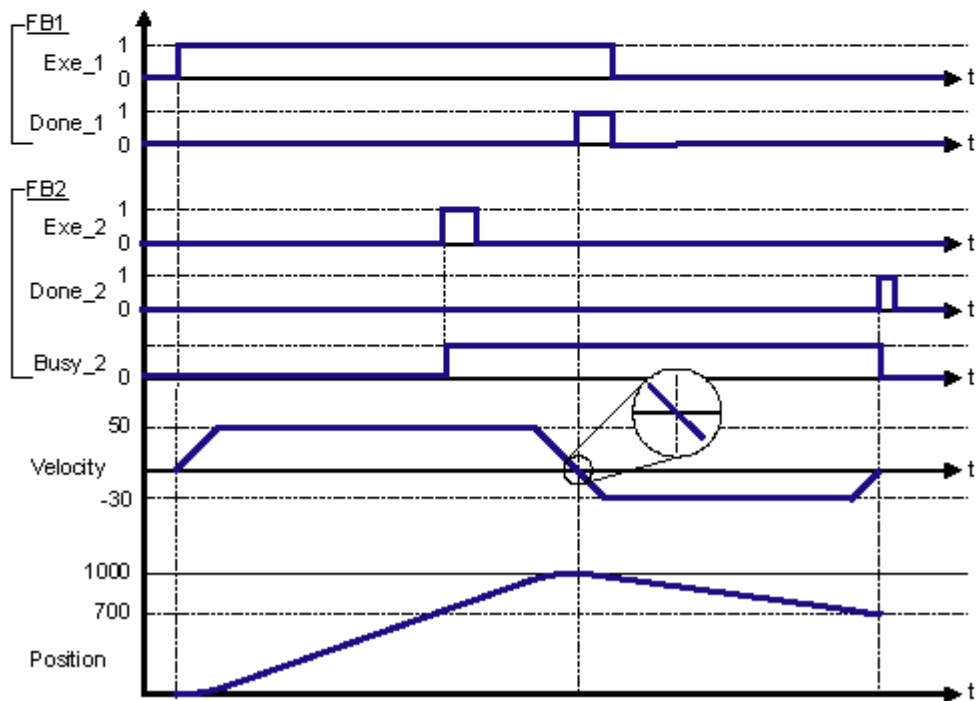 FB1
1
Exe_1
0
t
1
Done_1
0
t
FB2
1
Exe_2
0
t
1
Done_2
0
t
Busy_2
0
t
50
Velocity
t
-30
1000
700
Position
t